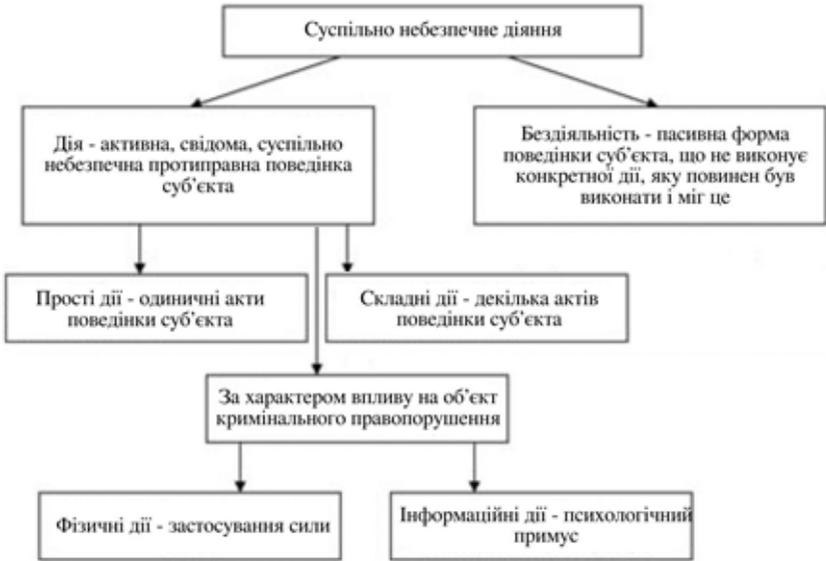 Суспільно небезпечне діяння
Дія - активна, свідома, суспільно
небезпечна протиправна поведінка
суб’єкта
Бездіяльність - пасивна форма
поведінки суб’єкта, що не виконує
конкретної дії, яку повинен був
виконати і міг це
Прості дії - одиничні акти
поведінки суб’єкта
Складні дії - декілька актів
поведінки суб’єкта
За характером впливу на об’єкт
кримінального правопорушення
Фізичні дії - застосування сили
Інформаційні дії - психологічний
примус